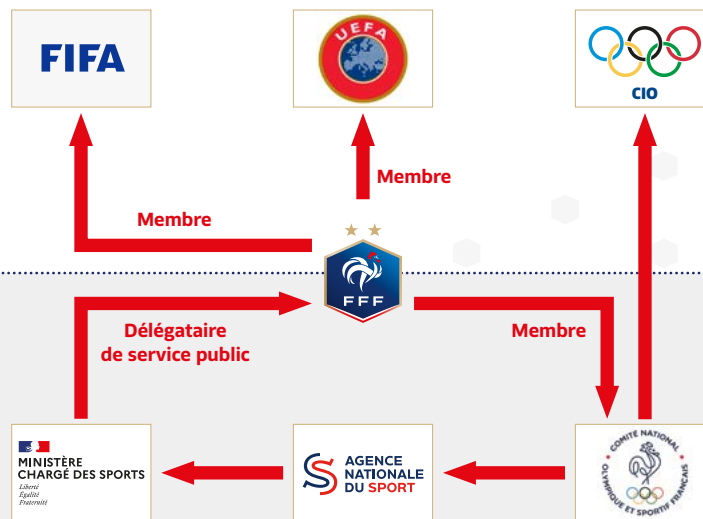 FIFA
UEFA
CIO
Membre
Membre
FFF
Délégataire
de service public
Membre
MINISTÈRE
CHARGÉ DES SPORTS
Liberté
Égalité
Fraternité
AGENCE
NATIONALE
DU SPORT
COMITÉ NATIONAL
OLYMPIQUE ET SPORTIF FRANÇAIS